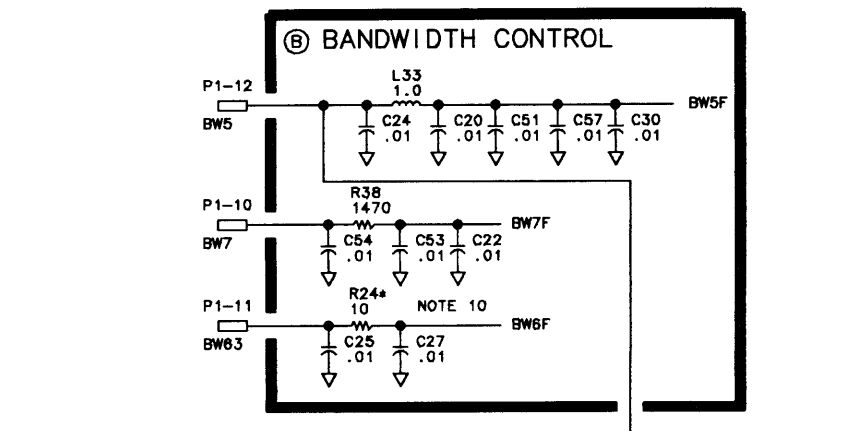 B BANDWIDTH CONTROL
P1-12
L33
1.0
BW5F
BW5
C24
.01
C20
.01
C51
.01
C57
.01
C30
.01
P1-10
R38
1470
BW7F
BW7
C54
.01
C53
.01
C22
.01
P1-11
R24*
10
NOTE 10
BW6F
BW63
C25
.01
C27
.01